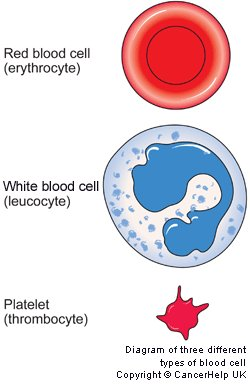 Red blood cell
(erythrocyte)
White blood cell
(leucocyte)
Platelet
(thrombocyte)
Diagram of three different
types of blood cell
Copyright © CancerHelp UK